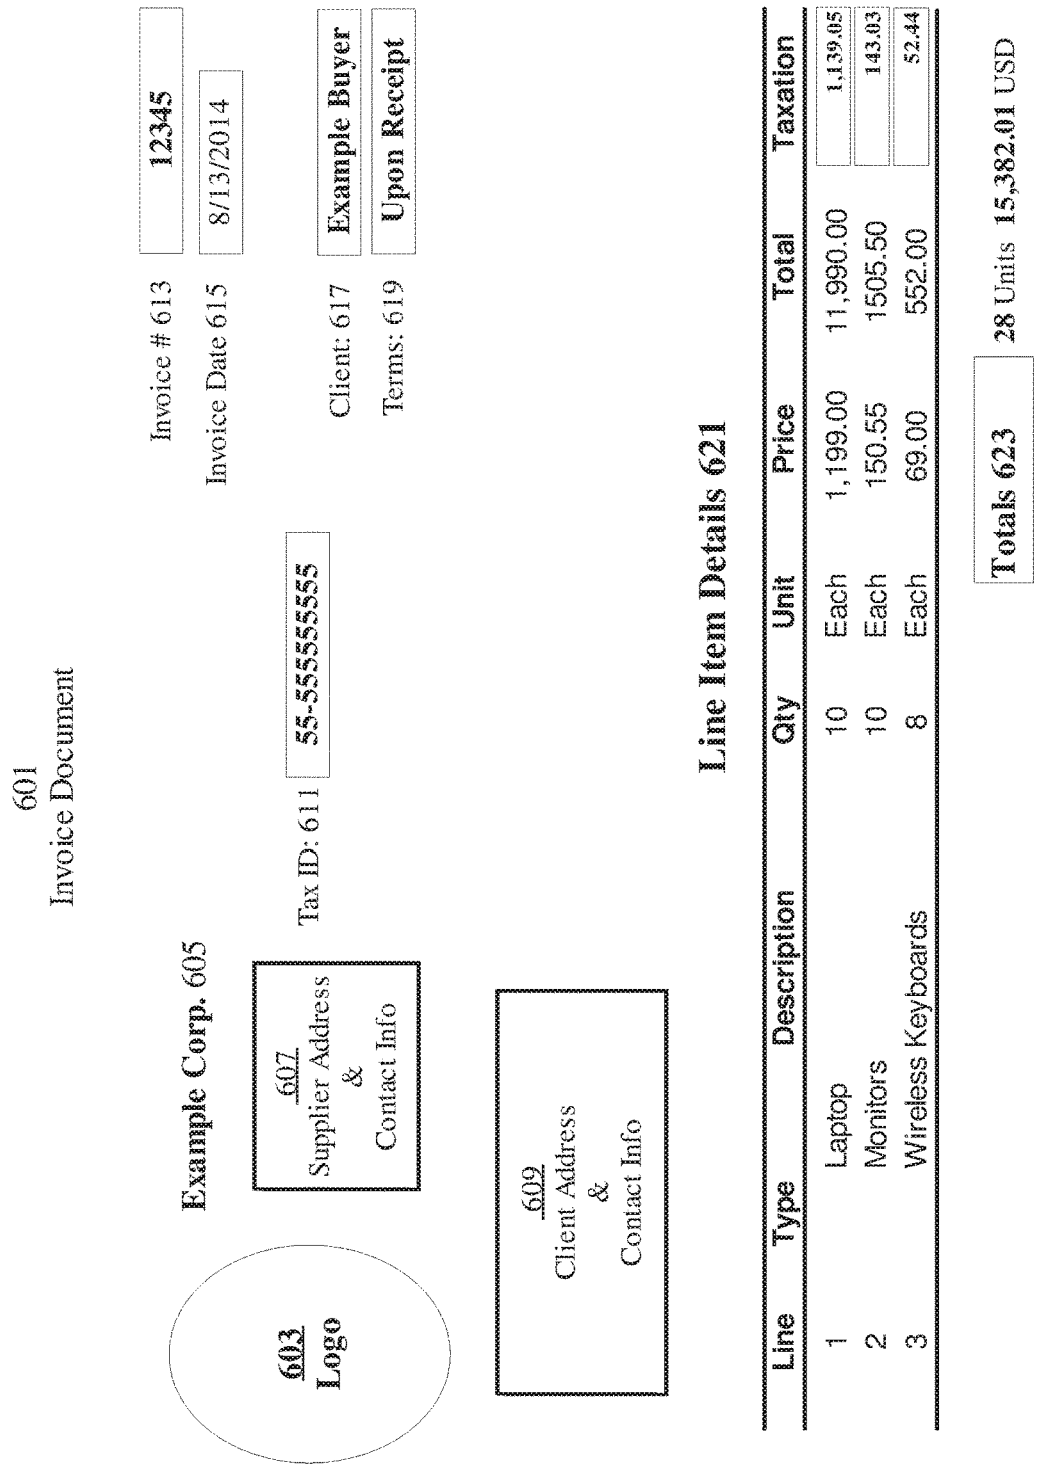 601
Invoice Document
603
Logo
Example Corp. 605
607
Supplier Address
&
Contact Info
609
Client Address
&
Contact Info
Tax ID: 611 55-555555555
Invoice # 613 12345
Invoice Date 615 8/13/2014
Client: 617 Example Buyer
Terms: 619 Upon Receipt
Line Item Details 621
Line Type Description Qty Unit Price Total Taxation
1 Laptop 10 Each 1,199.00 11,990.00 1,139.05
2 Monitors 10 Each 150.55 1505.50 143.03
3 Wireless Keyboards 8 Each 69.00 552.00 52.44
Totals 623 28 Units 15,382.01 USD